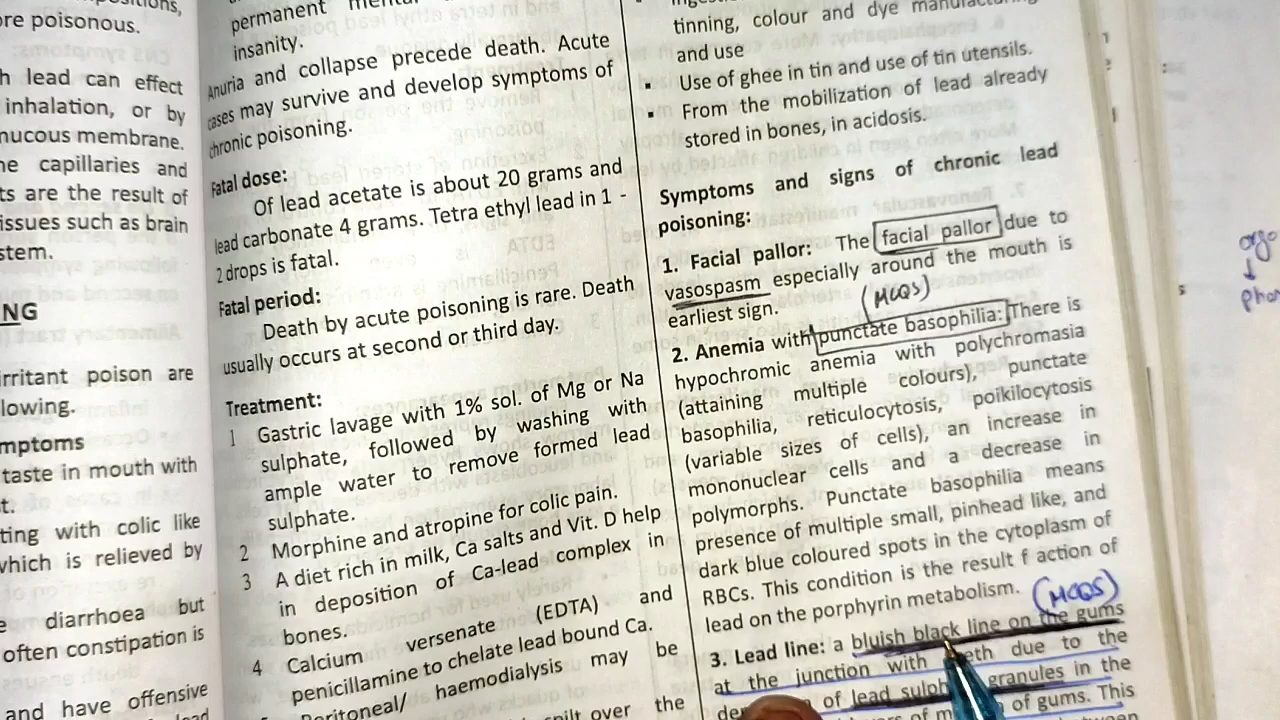 ore poisonous.
h lead can effect
inhalation, or by
mucous membrane.
ne capillaries and
ts are the result of
issues such as brain
stem.
NG
irritant poison are
lowing.
mptoms
taste in mouth with
t.
ting with colic like
which is relieved by
diarrhoea but
often constipation is
and have offensive
permanent
insanity.
Anuria and collapse precede death. Acute
cases may survive and develop symptoms of
chronic poisoning.
Fatal dose:
Of lead acetate is about 20 grams and
lead carbonate 4 grams. Tetra ethyl lead in 1 -
2 drops is fatal.
Fatal period:
Death by acute poisoning is rare. Death
usually occurs at second or third day.
Treatment:
1 Gastric lavage with 1% sol. of Mg or Na
sulphate, followed by washing with
ample water to remove formed lead
sulphate.
2 Morphine and atropine for colic pain.
3 A diet rich in milk, Ca salts and Vit. D help
in deposition of Ca-lead complex in
bones.
4 Calcium versenate (EDTA) and
penicillamine to chelate lead bound Ca.
Peritoneal/ haemodialysis may be
spilt over the
tinning, colour and dye manufacturing
and use
▪ Use of ghee in tin and use of tin utensils.
▪ From the mobilization of lead already
stored in bones, in acidosis.
Symptoms and signs of chronic lead
poisoning:
1. Facial pallor: The facial pallor due to
vasospasm especially around the mouth is
earliest sign. (MCQS)
2. Anemia with punctate basophilia: There is
hypochromic anemia with polychromasia
(attaining multiple colours), punctate
basophilia, reticulocytosis, poikilocytosis
(variable sizes of cells), an increase in
mononuclear cells and a decrease in
polymorphs. Punctate basophilia means
presence of multiple small, pinhead like, and
dark blue coloured spots in the cytoplasm of
RBCs. This condition is the result f action of
lead on the porphyrin metabolism. (MCQS)
3. Lead line: a bluish black line on the gums
at the junction with teeth due to the
of lead sulph granules in the
of gums. This